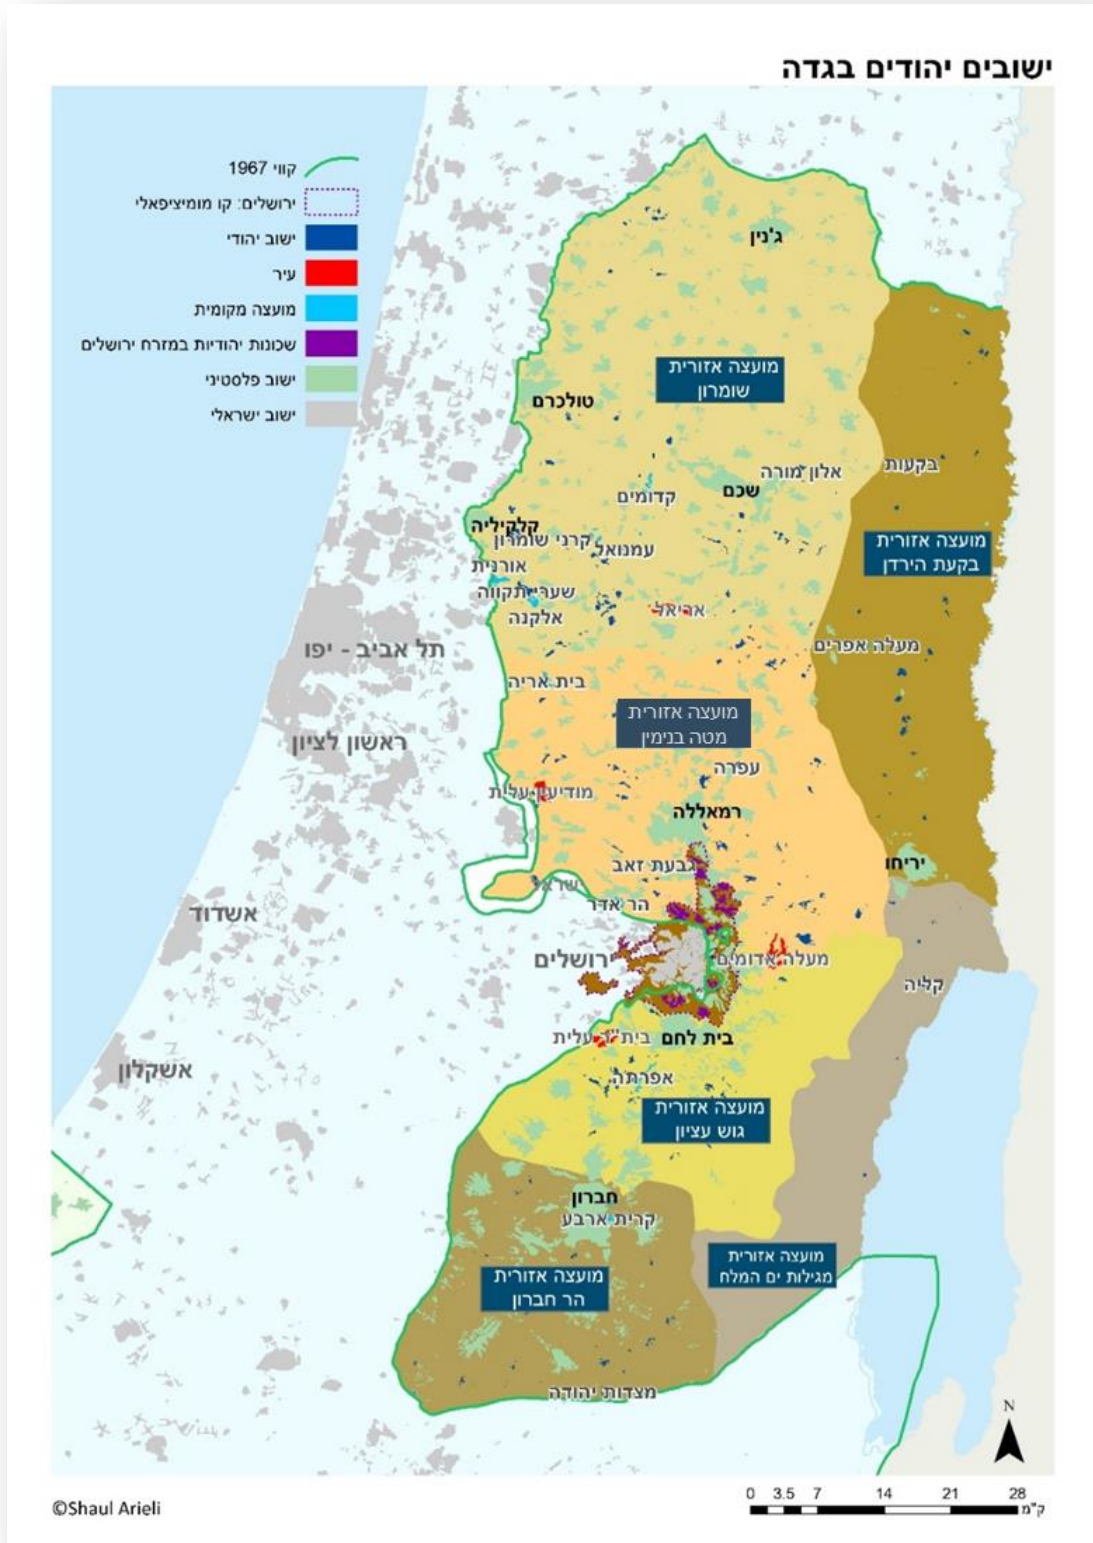 ישובים יהודים בגדה
קווי 1967
ירושלים: קו מומיציפאלי
ישוב יהודי
עיר
מועצה מקומית
שכונות יהודיות במזרח ירושלים
ישוב פלסטיני
ישוב ישראלי
ג'נין
מועצה אזורית
שומרון
טולכרם
אלון מורה
בקעות
שכם
קדומים
קלקיליה
קרני שומרון
עמנואל
מועצה אזורית
בקעת הירדן
אורנית
שערי תקווה
אלקנה
אריאל
מעלה אפרים
תל אביב - יפו
בית אריה
מועצה אזורית
מטה בנימין
ראשון לציון
עפרה
מודיעין עלית
רמאללה
יריחו
גבעת זאב
הר אדר
אשדוד
ירושלים
מעלה אדומים
קליה
בית לחם
אשקלון
אפרתה
מועצה אזורית
גוש עציון
חברון
קרית ארבע
מועצה אזורית
מגילות ים המלח
מועצה אזורית
הר חברון
מצדות יהודה
N
0 3.5 7 14 21 28
ק"מ
©Shaul Arieli